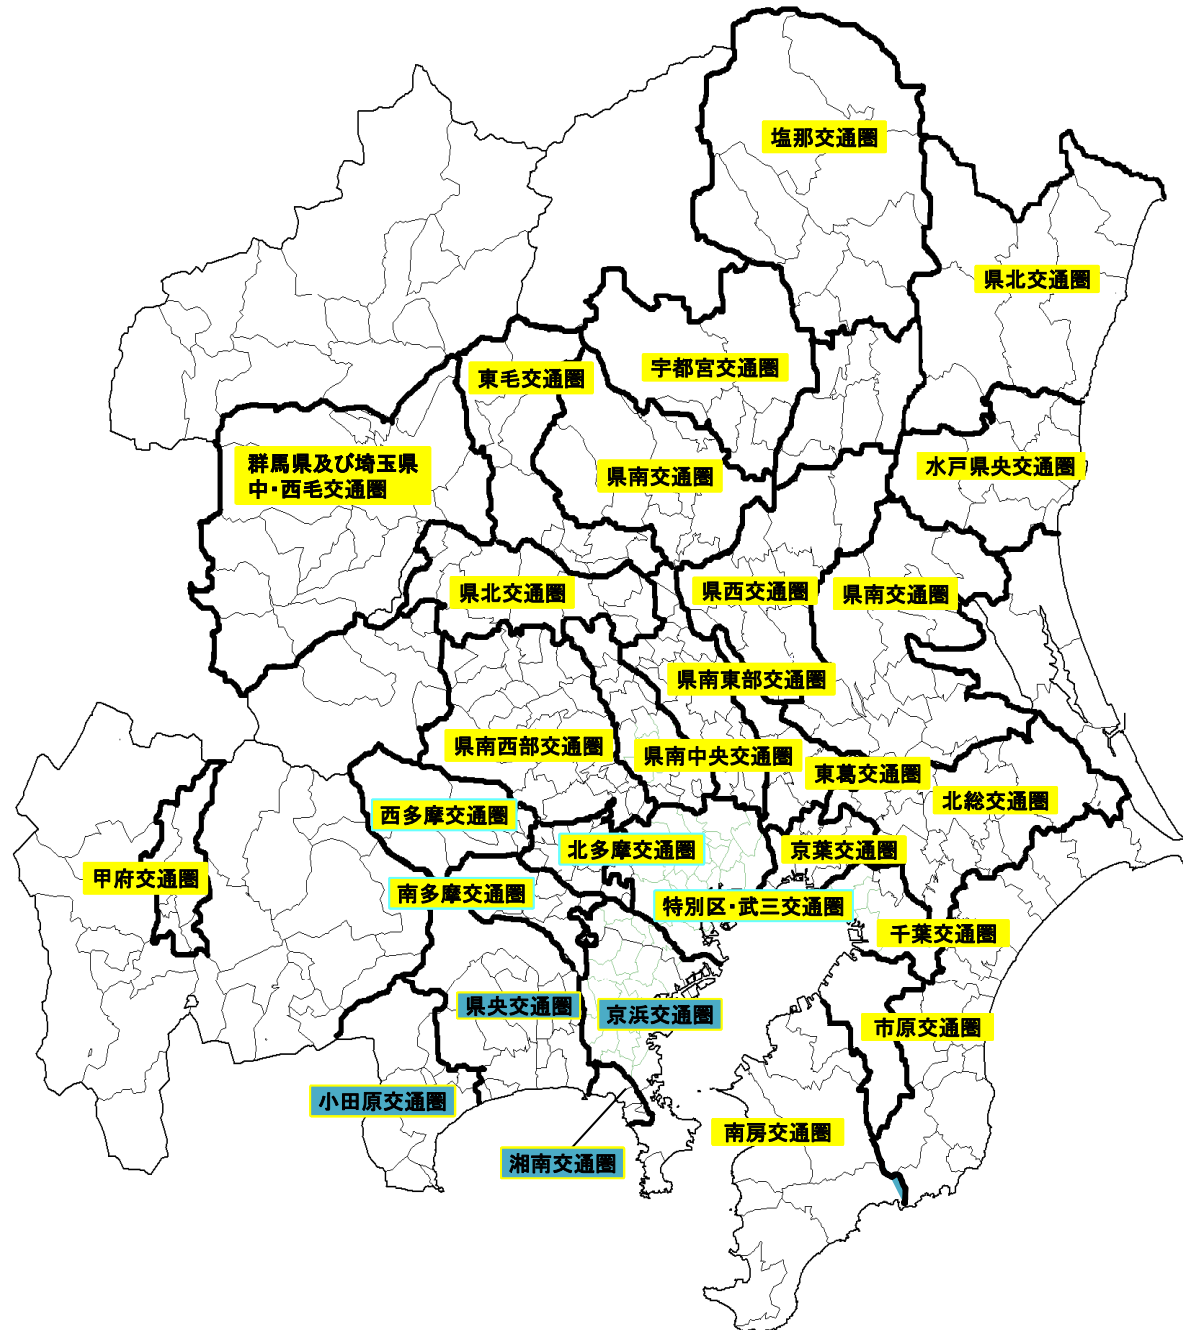 塩那交通圏
県北交通圏
宇都宮交通圏
東毛交通圏
群馬県及び埼玉県
中・西毛交通圏
県南交通圏
水戸県央交通圏
県北交通圏
県西交通圏
県南交通圏
県南東部交通圏
県南西部交通圏
県南中央交通圏
東葛交通圏
北総交通圏
西多摩交通圏
北多摩交通圏
京葉交通圏
甲府交通圏
南多摩交通圏
特別区・武三交通圏
千葉交通圏
県央交通圏
京浜交通圏
市原交通圏
小田原交通圏
南房交通圏
湘南交通圏